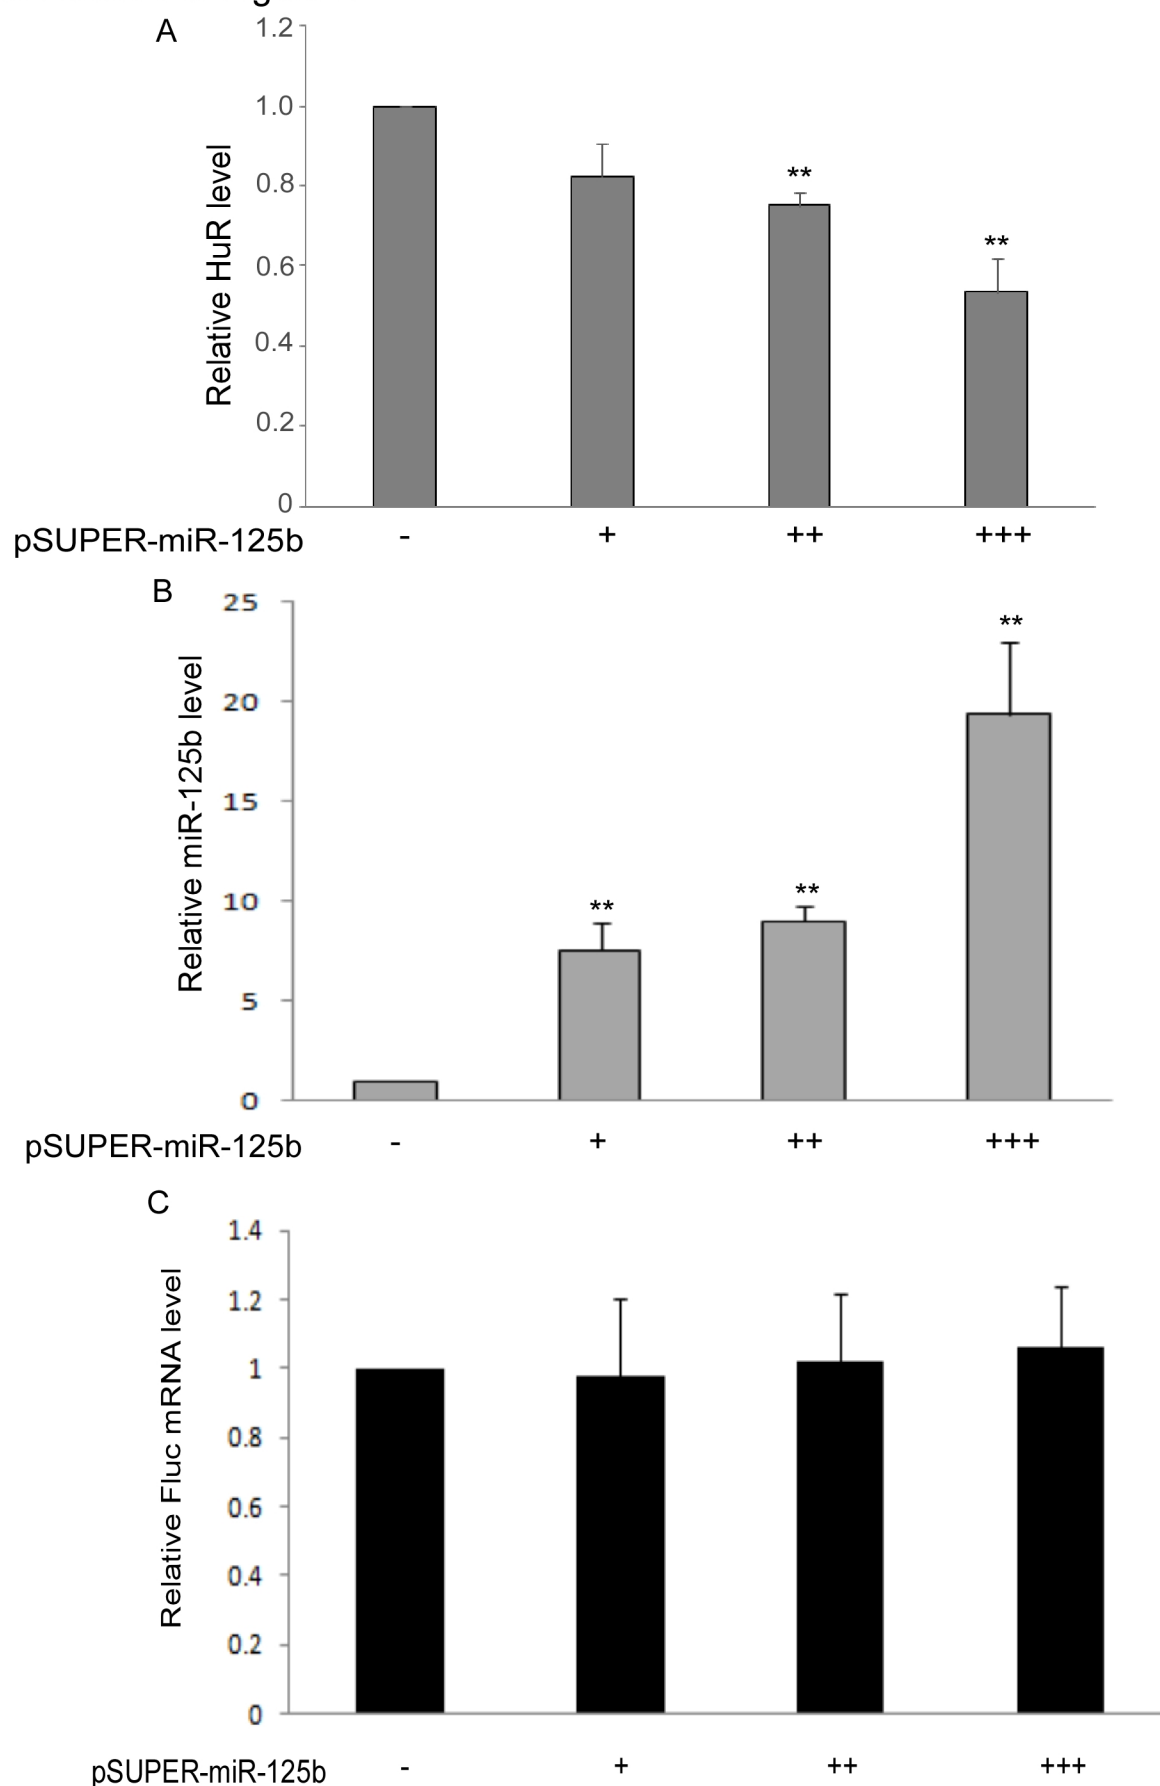 A
1.2
1.0
0.8
0.6
0.4
0.2
0
Relative HuR level
**
**
pSUPER-miR-125b - + ++ +++
B
25
20
15
10
5
0
Relative miR-125b level
**
**
**
pSUPER-miR-125b - + ++ +++
C
1.4
1.2
1
0.8
0.6
0.4
0.2
0
Relative Fluc mRNA level
pSUPER-miR-125b - + ++ +++